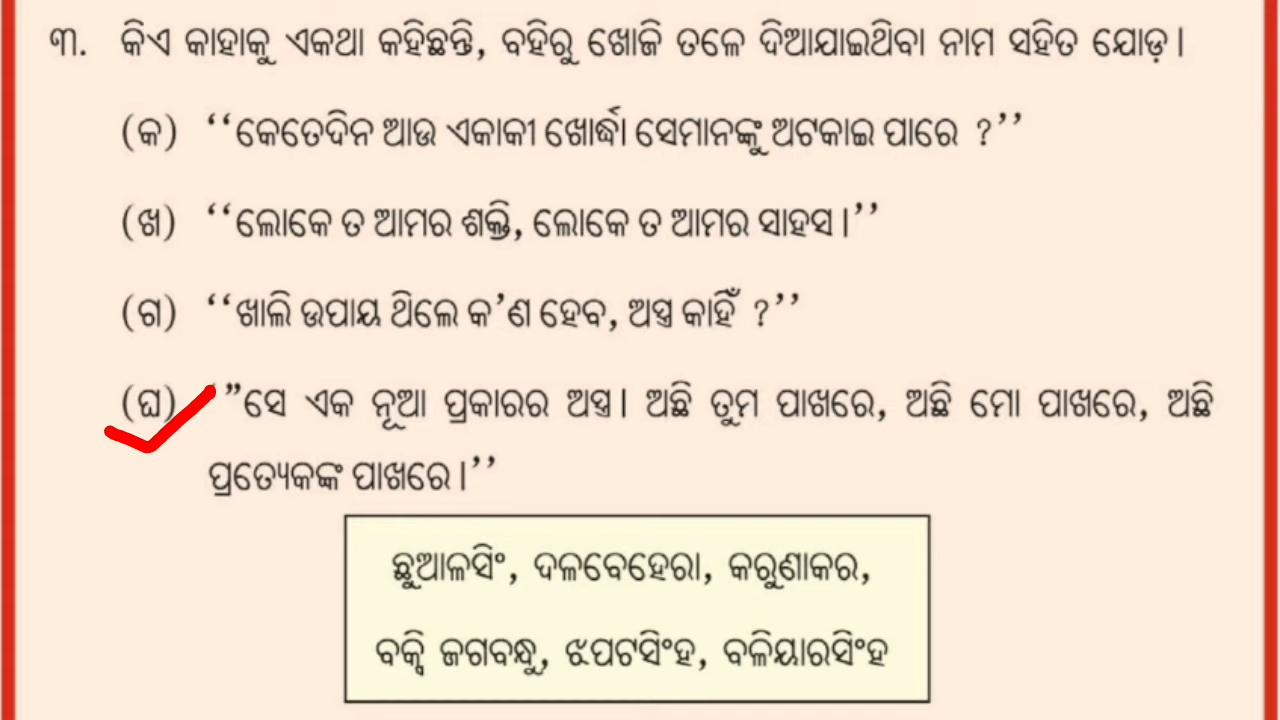 ୩. କିଏ କାହାକୁ ଏକଥା କହିଛନ୍ତି, ବହିରୁ ଖୋଜି ତଳେ ଦିଆଯାଇଥିବା ନାମ ସହିତ ଯୋଡ଼।
(କ) ‘‘କେତେଦିନ ଆଉ ଏକାକୀ ଖୋର୍ଦ୍ଧା ସେମାନଙ୍କୁ ଅଟକାଇ ପାରେ ?’’
(ଖ) ‘‘ଲୋକେ ତ ଆମର ଶକ୍ତି, ଲୋକେ ତ ଆମର ସାହସ।’’
(ଗ) ‘‘ଖାଲି ଉପାୟ ଥିଲେ କ’ଣ ହେବ, ଅସ୍ତ୍ର କାହିଁ ?’’
(ଘ) ‘”ସେ ଏକ ନୂଆ ପ୍ରକାରର ଅସ୍ତ୍ର। ଅଛି ତୁମ ପାଖରେ, ଅଛି ମୋ ପାଖରେ, ଅଛି
ପ୍ରତ୍ୟେକଙ୍କ ପାଖରେ।’’
ଛୁଆଳସିଂ, ଦଳବେହେରା, କରୁଣାକର,
ବକ୍ସି ଜଗବନ୍ଧୁ, ଝପଟସିଂହ, ବଳିୟାରସିଂହ